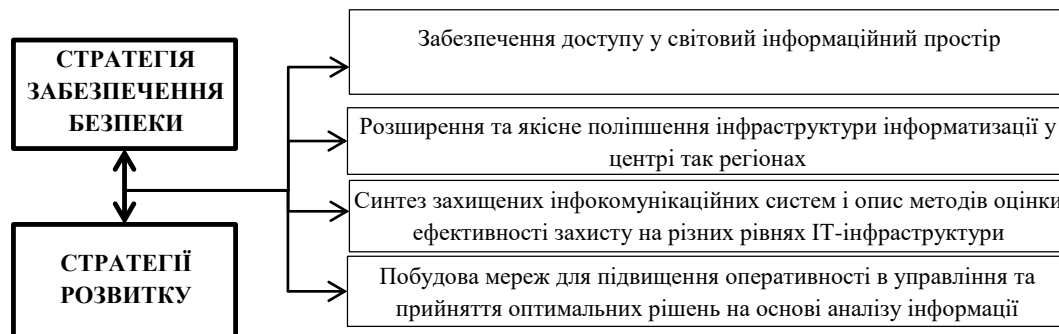 СТРАТЕГІЯ
ЗАБЕЗПЕЧЕННЯ
БЕЗПЕКИ
СТРАТЕГІЇ
РОЗВИТКУ
Забезпечення доступу у світовий інформаційний простір
Розширення та якісне поліпшення інфраструктури інформатизації у
центрі так регіонах
Синтез захищених інфокомунікаційних систем і опис методів оцінки
ефективності захисту на різних рівнях ІТ-інфраструктури
Побудова мереж для підвищення оперативності в управління та
прийняття оптимальних рішень на основі аналізу інформації